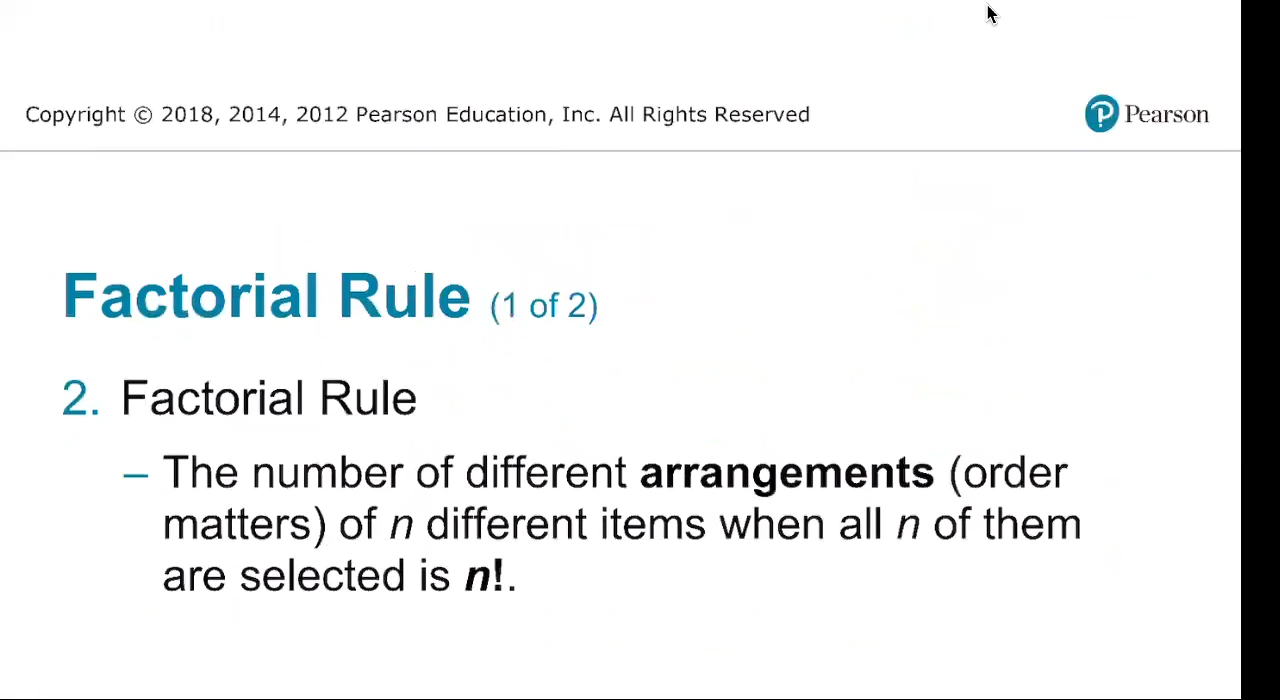 Copyright © 2018, 2014, 2012 Pearson Education, Inc. All Rights Reserved
Pearson
Factorial Rule (1 of 2)
2. Factorial Rule
– The number of different arrangements (order
matters) of n different items when all n of them
are selected is n!.